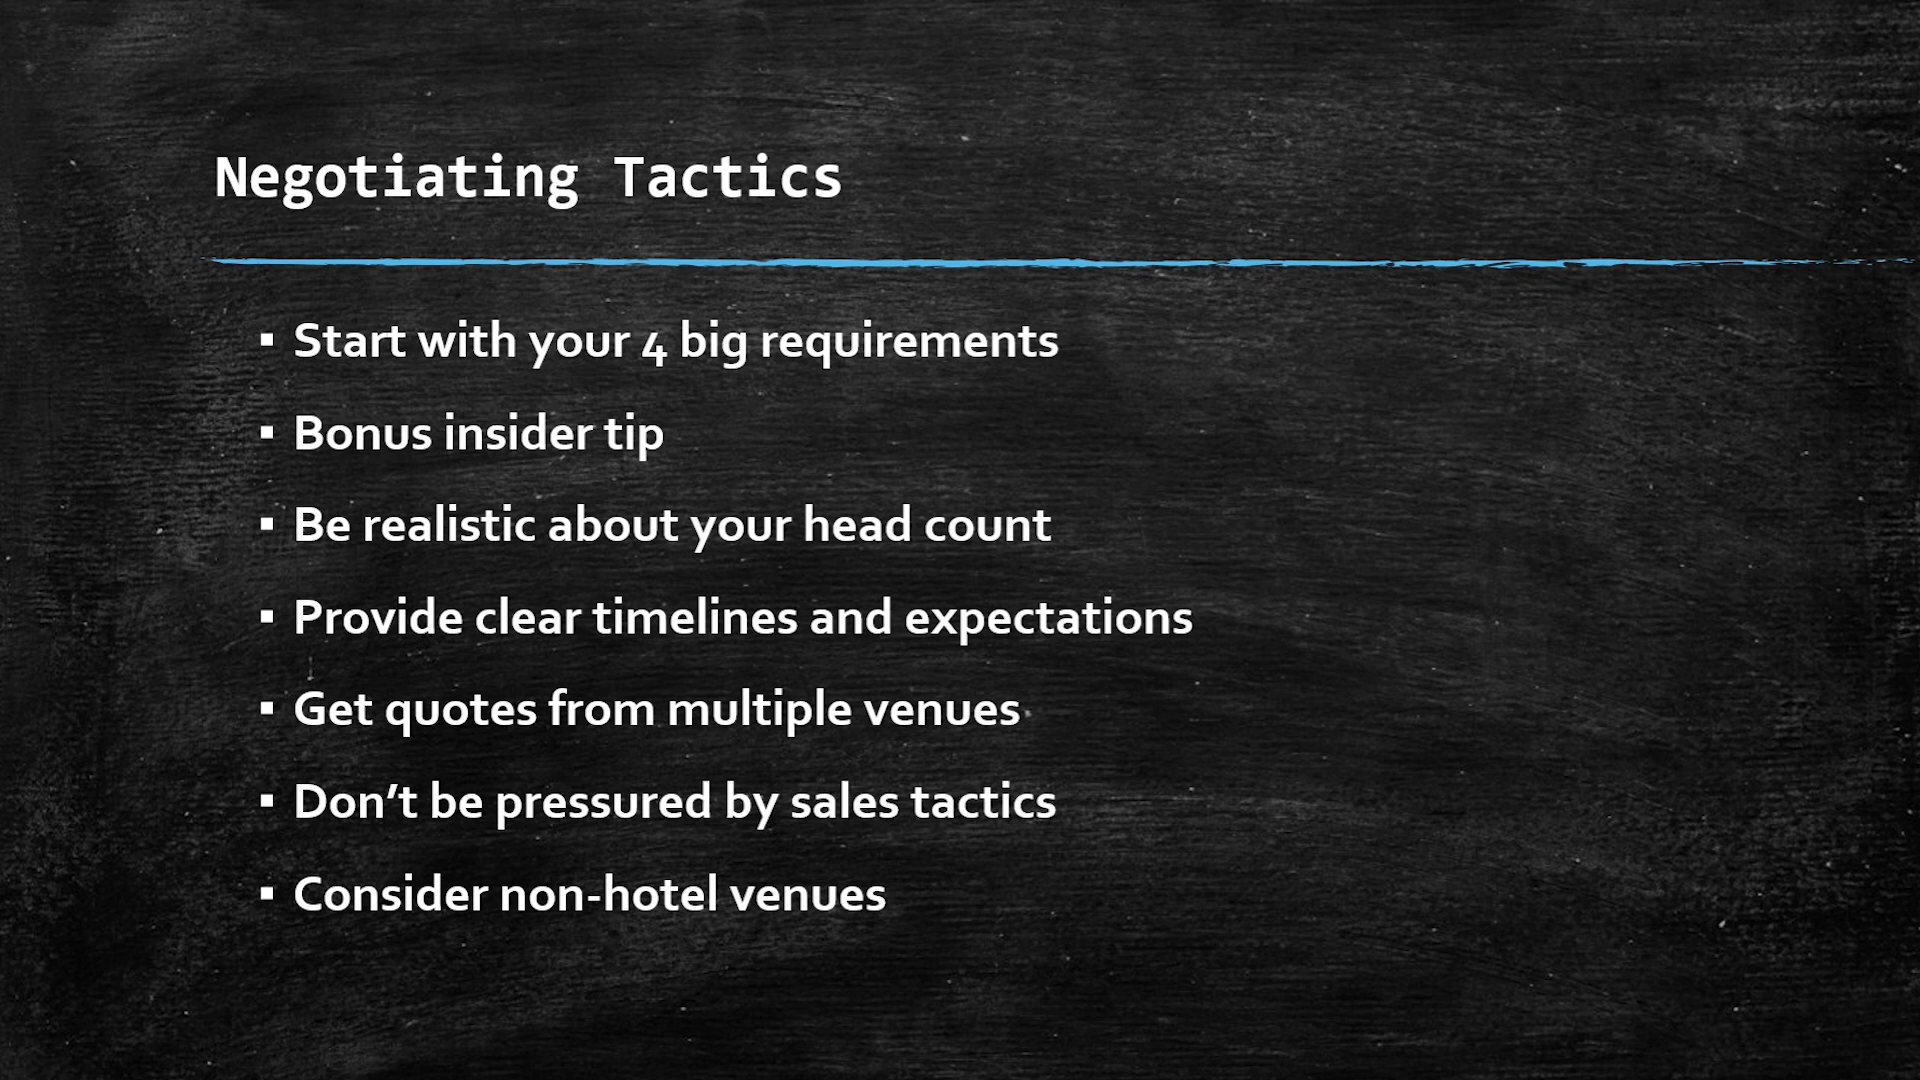 Negotiating Tactics
▪ Start with your 4 big requirements
▪ Bonus insider tip
▪ Be realistic about your head count
▪ Provide clear timelines and expectations
▪ Get quotes from multiple venues
▪ Don’t be pressured by sales tactics
▪ Consider non-hotel venues